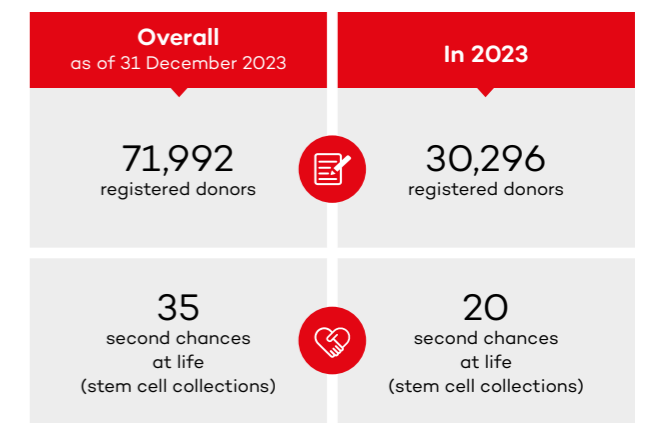 Overall
as of 31 December 2023
In 2023
71,992
registered donors
30,296
registered donors
35
second chances
at life
(stem cell collections)
20
second chances
at life
(stem cell collections)